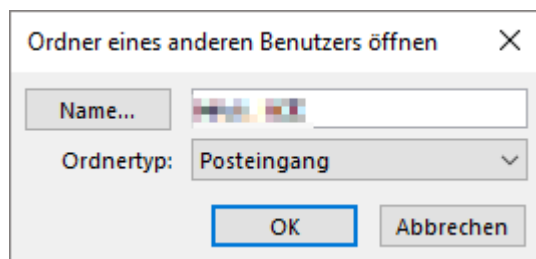 Ordner eines anderen Benutzers öffnen
Name...
Ordnertyp: Posteingang
OK Abbrechen